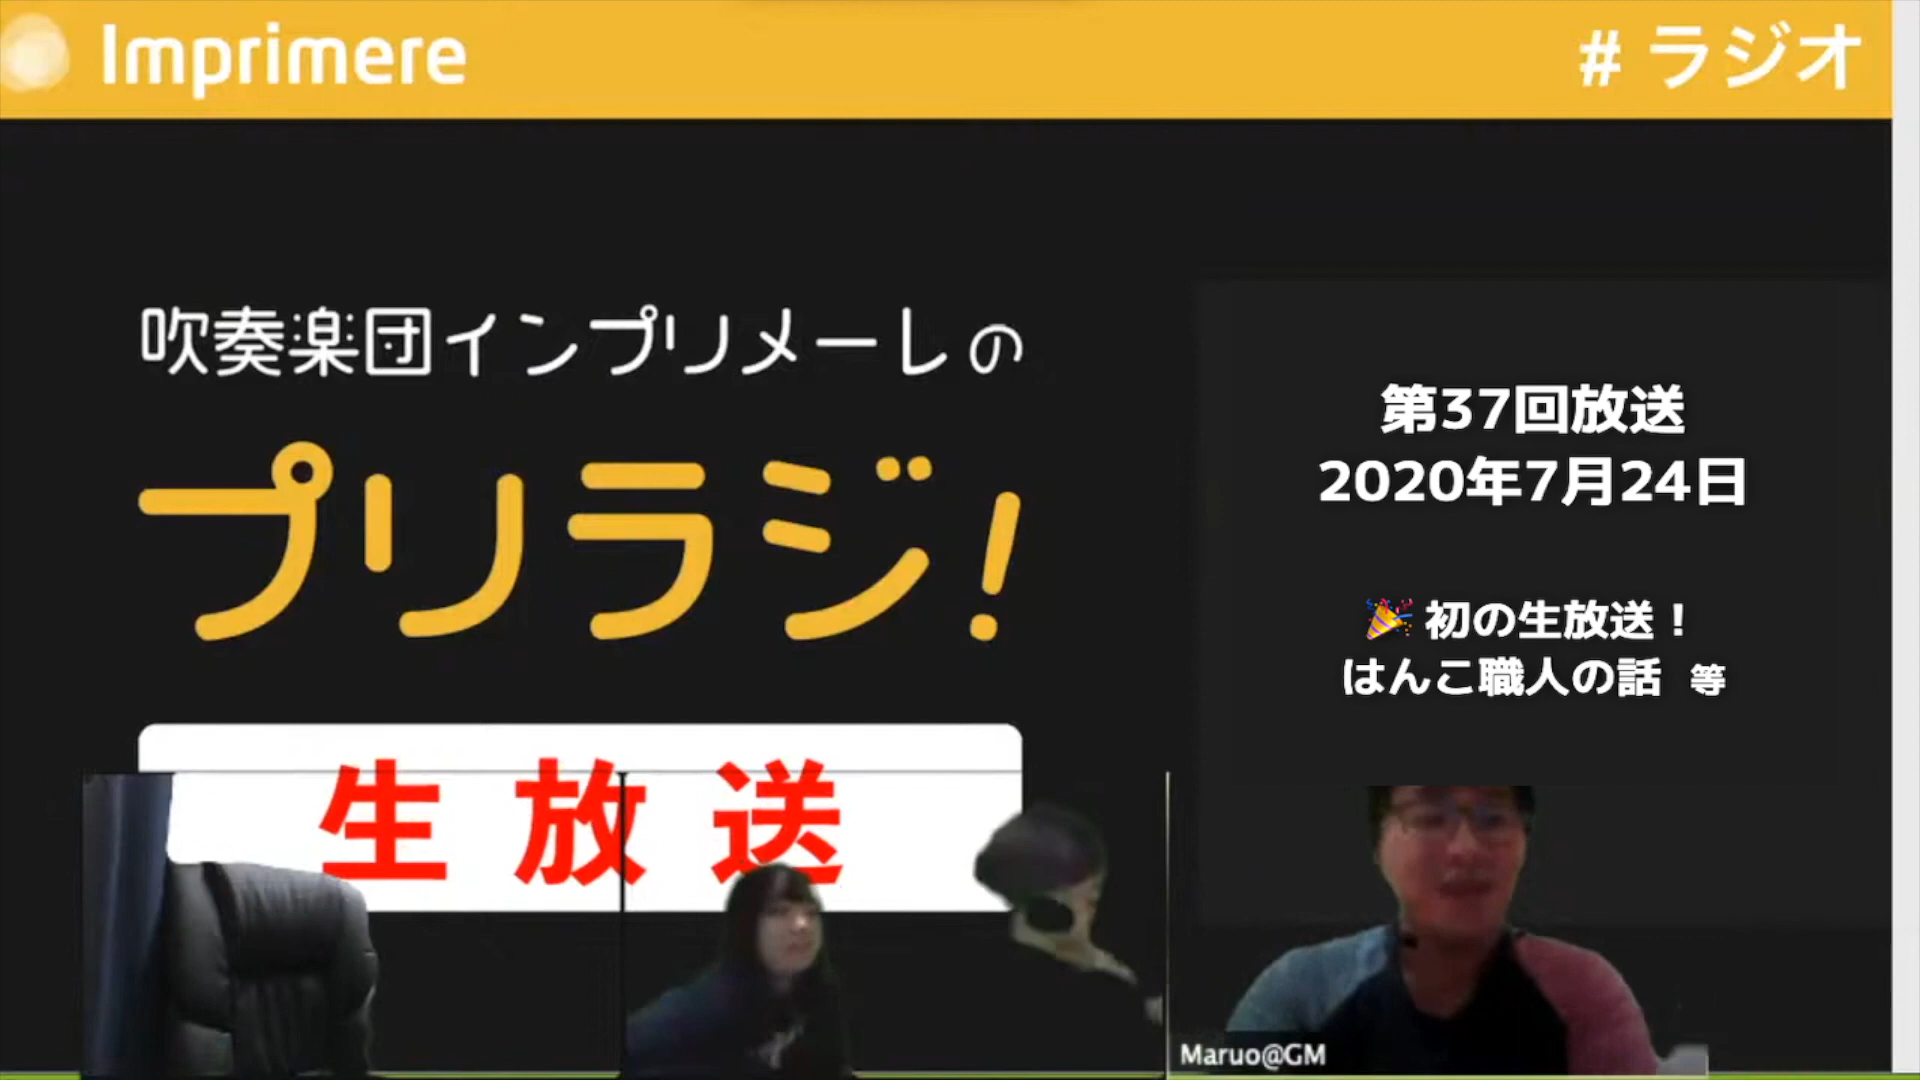 Imprimere
# ラジオ
吹奏楽団インプリメーレの
プリラジ!
生放送
第37回放送
2020年7月24日
🎉 初の生放送！
はんこ職人の話 等
Maruo@GM